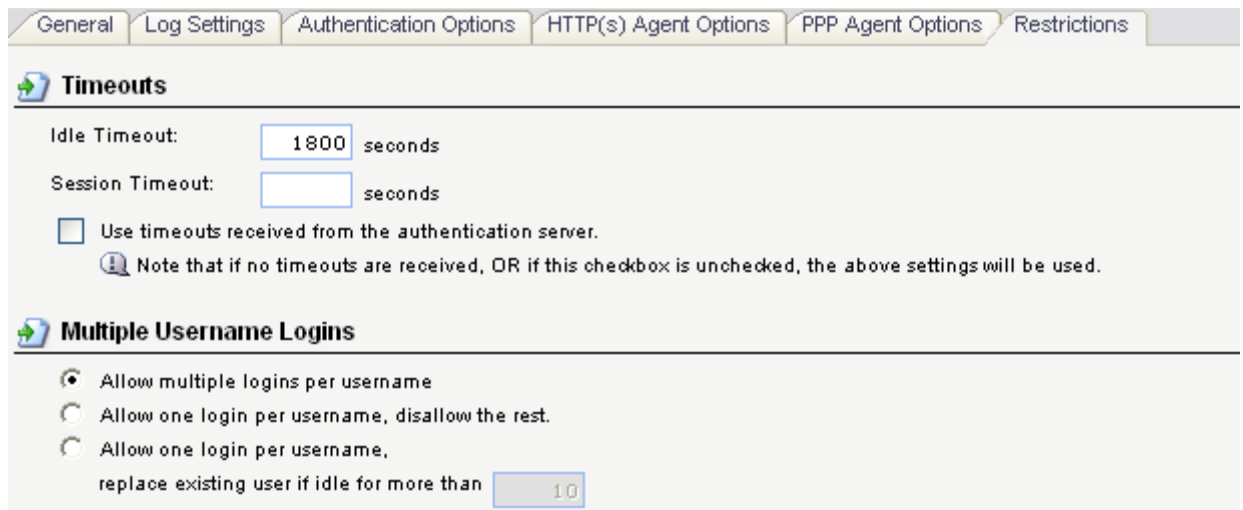 General Log Settings Authentication Options HTTP(s) Agent Options PPP Agent Options Restrictions
Timeouts
Idle Timeout: 1800 seconds
Session Timeout: seconds
Use timeouts received from the authentication server.
Note that if no timeouts are received, OR if this checkbox is unchecked, the above settings will be used.
Multiple Username Logins
Allow multiple logins per username
Allow one login per username, disallow the rest.
Allow one login per username,
replace existing user if idle for more than 10